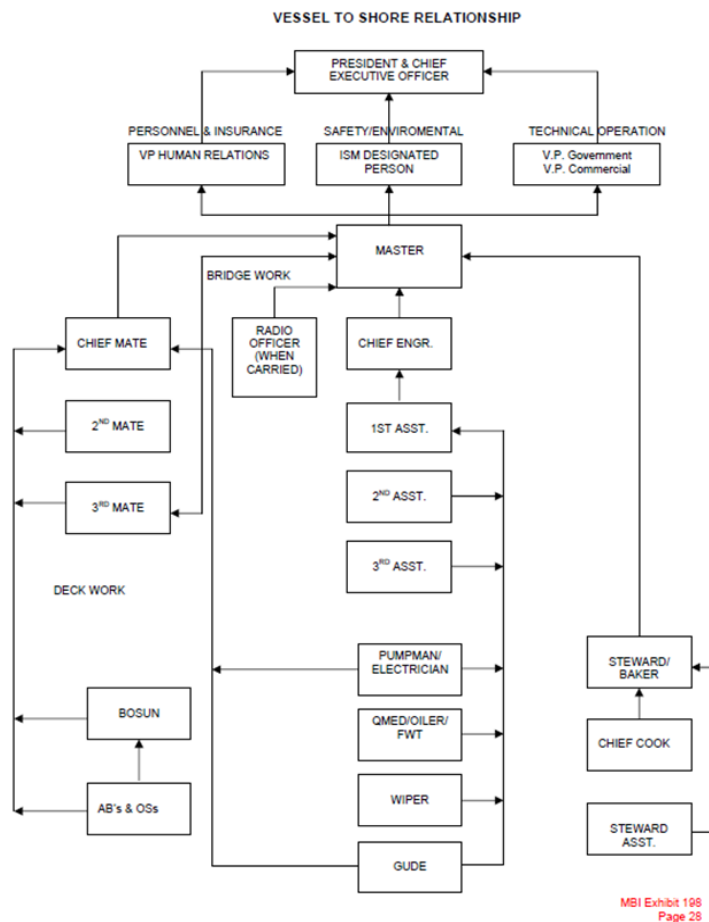 VESSEL TO SHORE RELATIONSHIP
PRESIDENT & CHIEF
EXECUTIVE OFFICER
PERSONNEL & INSURANCE
SAFETY/ENVIROMENTAL
TECHNICAL OPERATION
VP HUMAN RELATIONS
ISM DESIGNATED
PERSON
V.P. Government
V.P. Commercial
MASTER
BRIDGE WORK
CHIEF MATE
RADIO
OFFICER
(WHEN
CARRIED)
CHIEF ENGR.
2ND MATE
1ST ASST.
3RD MATE
2ND ASST.
3RD ASST.
DECK WORK
PUMPMAN/
ELECTRICIAN
STEWARD/
BAKER
BOSUN
QMED/OILER/
FWT
CHIEF COOK
AB's & OSs
WIPER
STEWARD
ASST.
GUDE
MBI Exhibit 198
Page 28